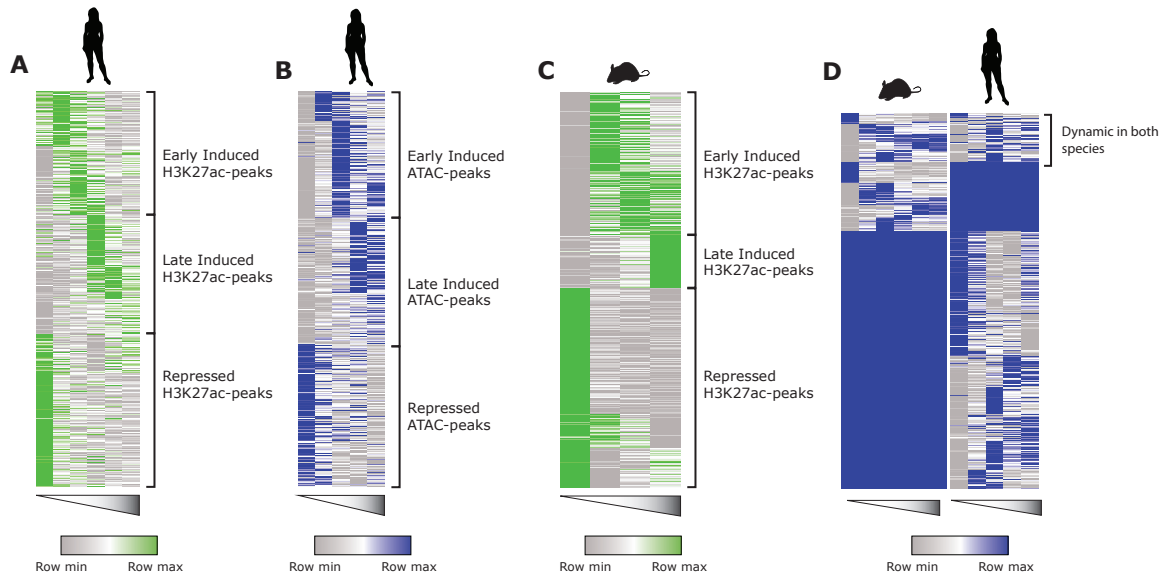 A
Early Induced
H3K27ac-peaks
Late Induced
H3K27ac-peaks
Repressed
H3K27ac-peaks
Row min
Row max
B
Early Induced
ATAC-peaks
Late Induced
ATAC-peaks
Repressed
ATAC-peaks
Row min
Row max
C
Early Induced
H3K27ac-peaks
Late Induced
H3K27ac-peaks
Repressed
H3K27ac-peaks
Row min
Row max
D
Dynamic in both
species
Row min
Row max